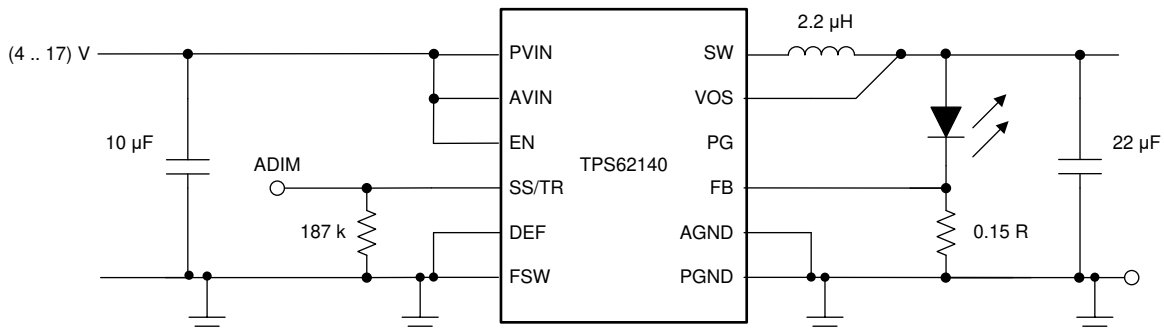 2.2 µH
(4 .. 17) V
PVIN
SW
AVIN
VOS
10 µF
EN
PG
22 µF
ADIM
TPS62140
SS/TR
FB
187 k
DEF
AGND
0.15 R
FSW
PGND